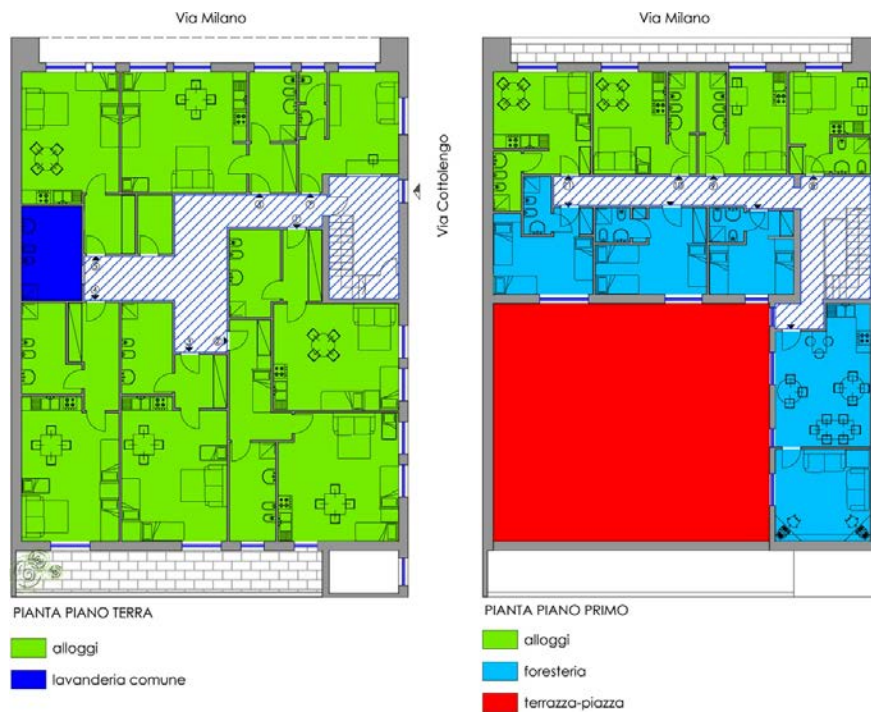 Via Milano
Via Milano
Via Cottolengo
PIANTA PIANO TERRA
alloggi
lavanderia comune
PIANTA PIANO PRIMO
alloggi
foresteria
terrazza-piazza